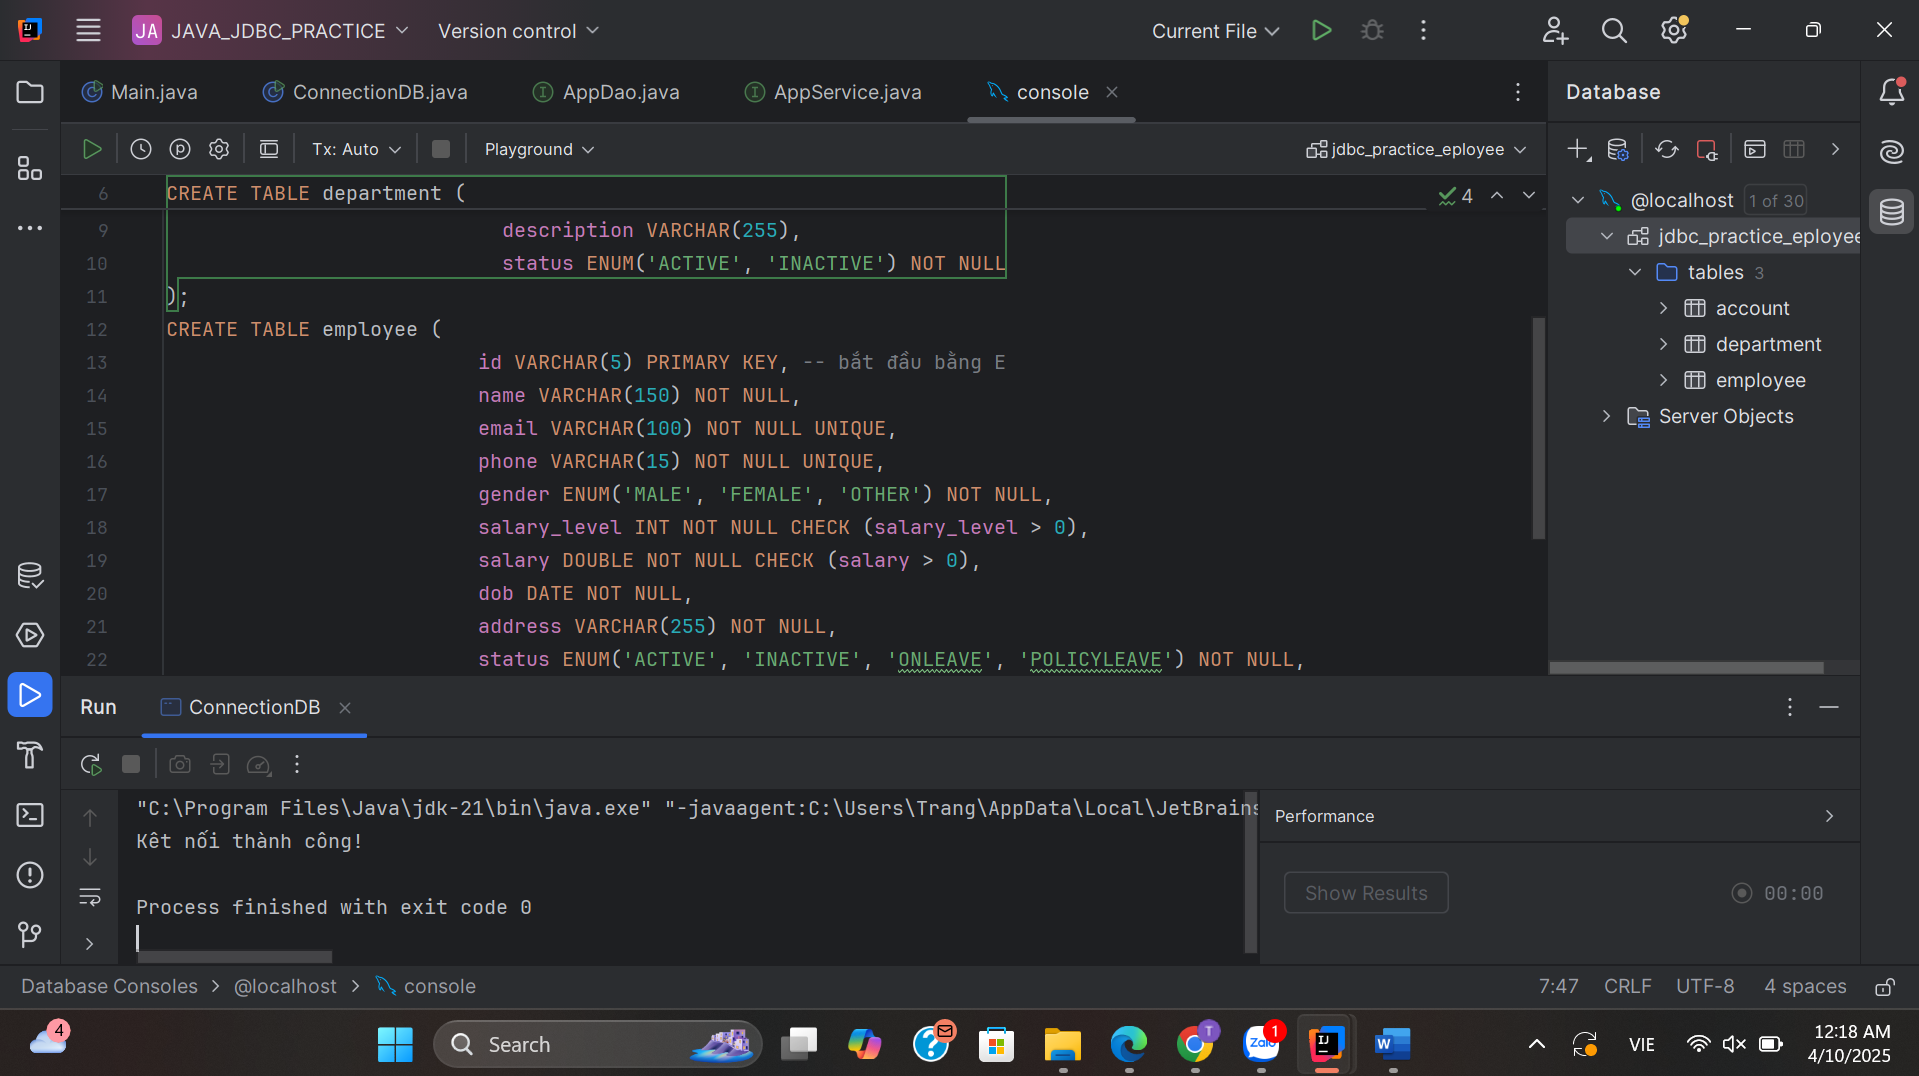 JA JAVA_JDBC_PRACTICE Version control Current File
Main.java ConnectionDB.java AppDao.java AppService.java console Database
Tx: Auto Playground jdbc_practice_eployee
6 CREATE TABLE department ( 4
9 description VARCHAR(255),
10 status ENUM('ACTIVE', 'INACTIVE') NOT NULL
11 );
12 CREATE TABLE employee (
13 id VARCHAR(5) PRIMARY KEY, -- bắt đầu bằng E
14 name VARCHAR(150) NOT NULL,
15 email VARCHAR(100) NOT NULL UNIQUE,
16 phone VARCHAR(15) NOT NULL UNIQUE,
17 gender ENUM('MALE', 'FEMALE', 'OTHER') NOT NULL,
18 salary_level INT NOT NULL CHECK (salary_level > 0),
19 salary DOUBLE NOT NULL CHECK (salary > 0),
20 dob DATE NOT NULL,
21 address VARCHAR(255) NOT NULL,
22 status ENUM('ACTIVE', 'INACTIVE', 'ONLEAVE', 'POLICYLEAVE') NOT NULL,
@localhost 1 of 30
jdbc_practice_eployee
tables 3
account
department
employee
Server Objects
Run ConnectionDB
"C:\Program Files\Java\jdk-21\bin\java.exe" "-javaagent:C:\Users\Trang\AppData\Local\JetBrains
Kêt nối thành công!
Process finished with exit code 0
Performance
Show Results 00:00
Database Consoles > @localhost > console 7:47 CRLF UTF-8 4 spaces
4 Search T Zalo 1 IJ W VIE 12:18 AM
4/10/2025